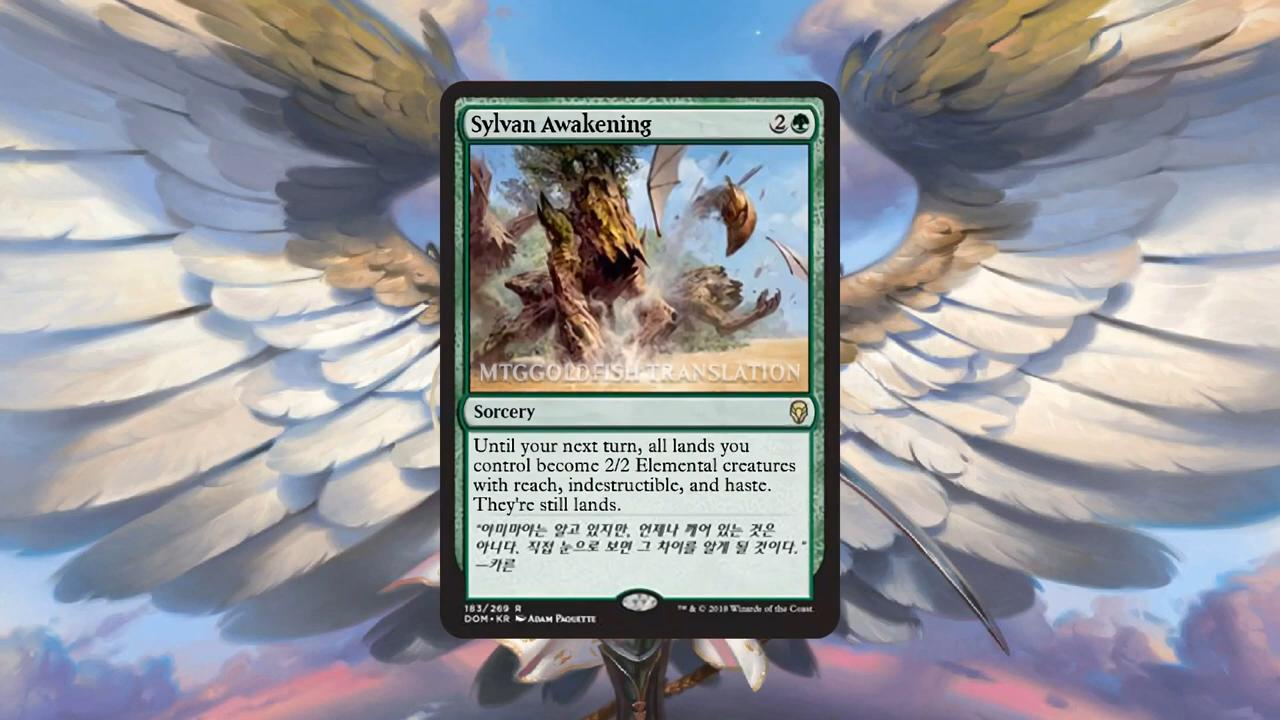 Sylvan Awakening 2
MTGGOLDFISH TRANSLATION
Sorcery
Until your next turn, all lands you
control become 2/2 Elemental creatures
with reach, indestructible, and haste.
They're still lands.
"야미마야는 알고 있지만, 언제나 깨어 있는 것은
아니다. 직접 눈으로 보면 그 차이를 알게 될 것이다."
—카른
183/269 R
DOM • KR ADAM PAQUETTE
™ & © 2018 Wizards of the Coast